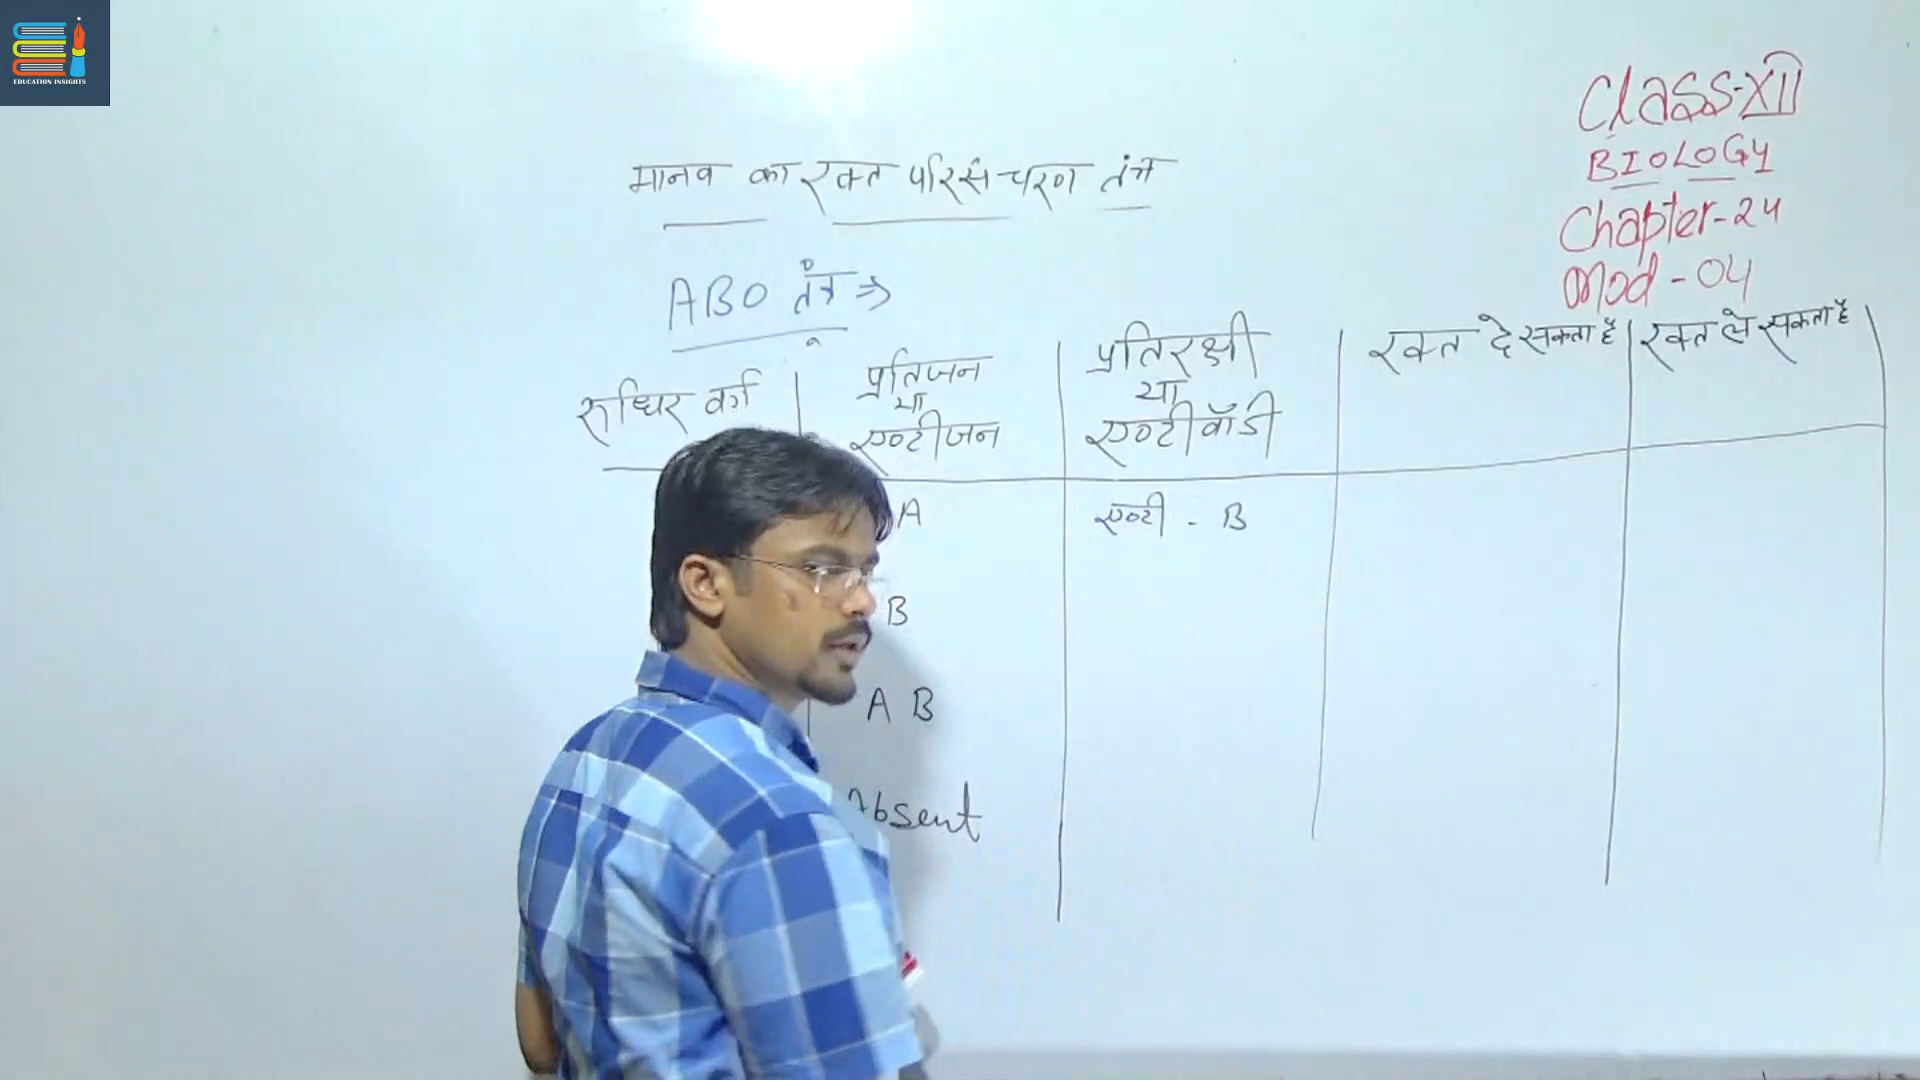 EDUCATION INSIGHTS
Class-XII
BIOLOGY
Chapter-24
Mod-04
मानव का रक्त परिसंचरण तंत्र
ABO तंत्र ⇒
रुधिर वर्ग
प्रतिजन
या
एण्टीजन
प्रतिरक्षी
या
एण्टीबॉडी
रक्त दे सकता है
रक्त ले सकता है
A
एण्टी - B
B
A B
Absent